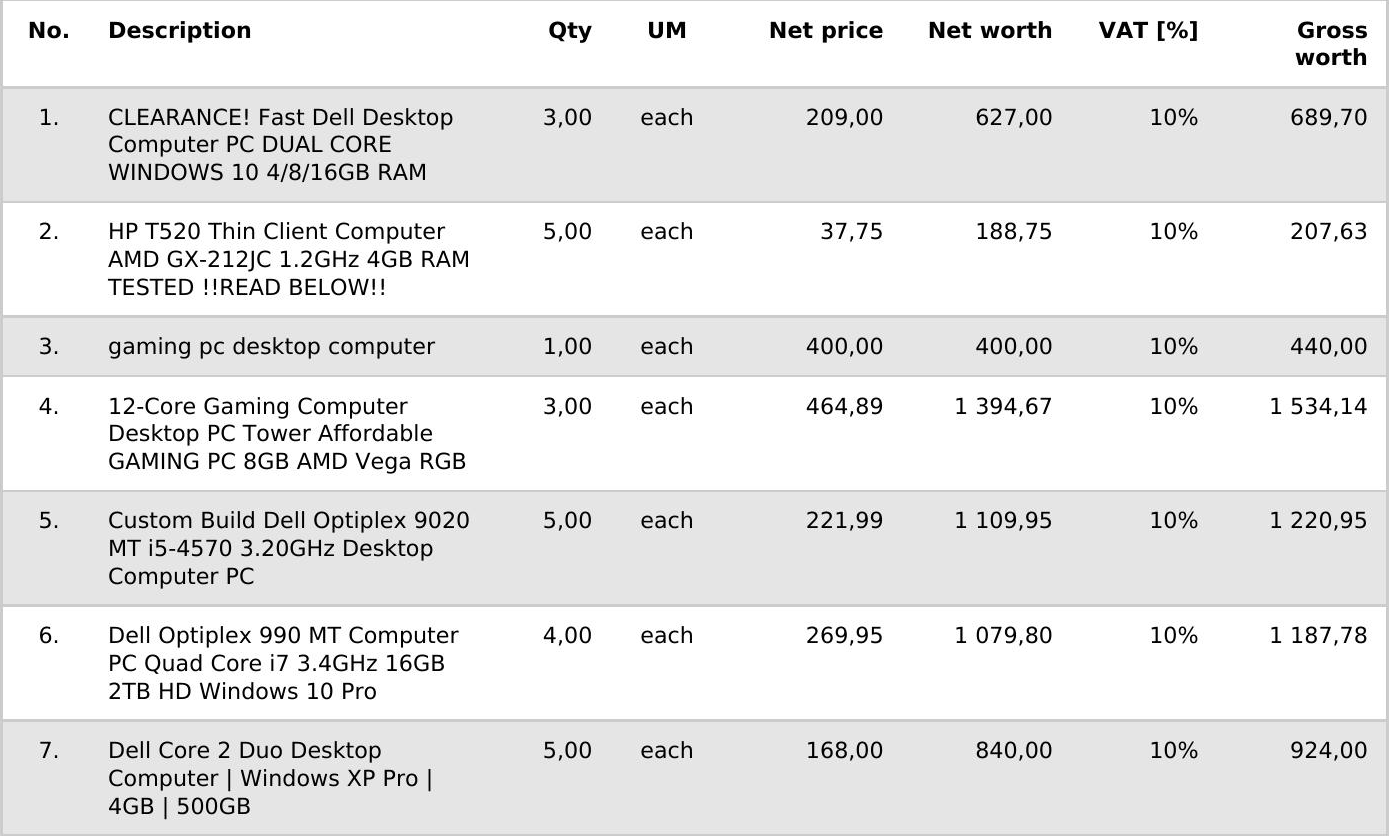 No. Description Qty UM Net price Net worth VAT [%] Gross
worth
1. CLEARANCE! Fast Dell Desktop 3,00 each 209,00 627,00 10% 689,70
Computer PC DUAL CORE
WINDOWS 10 4/8/16GB RAM
2. HP T520 Thin Client Computer 5,00 each 37,75 188,75 10% 207,63
AMD GX-212JC 1.2GHz 4GB RAM
TESTED !!READ BELOW!!
3. gaming pc desktop computer 1,00 each 400,00 400,00 10% 440,00
4. 12-Core Gaming Computer 3,00 each 464,89 1 394,67 10% 1 534,14
Desktop PC Tower Affordable
GAMING PC 8GB AMD Vega RGB
5. Custom Build Dell Optiplex 9020 5,00 each 221,99 1 109,95 10% 1 220,95
MT i5-4570 3.20GHz Desktop
Computer PC
6. Dell Optiplex 990 MT Computer 4,00 each 269,95 1 079,80 10% 1 187,78
PC Quad Core i7 3.4GHz 16GB
2TB HD Windows 10 Pro
7. Dell Core 2 Duo Desktop 5,00 each 168,00 840,00 10% 924,00
Computer | Windows XP Pro |
4GB | 500GB